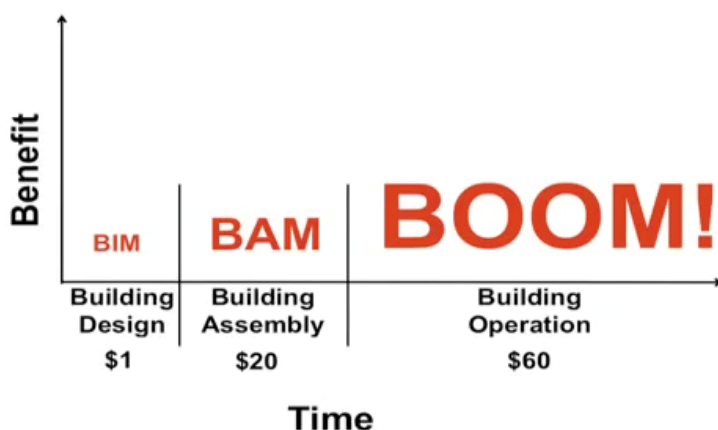 Benefit
BIM
BAM
BOOM!
Building
Design
$1
Building
Assembly
$20
Building
Operation
$60
Time